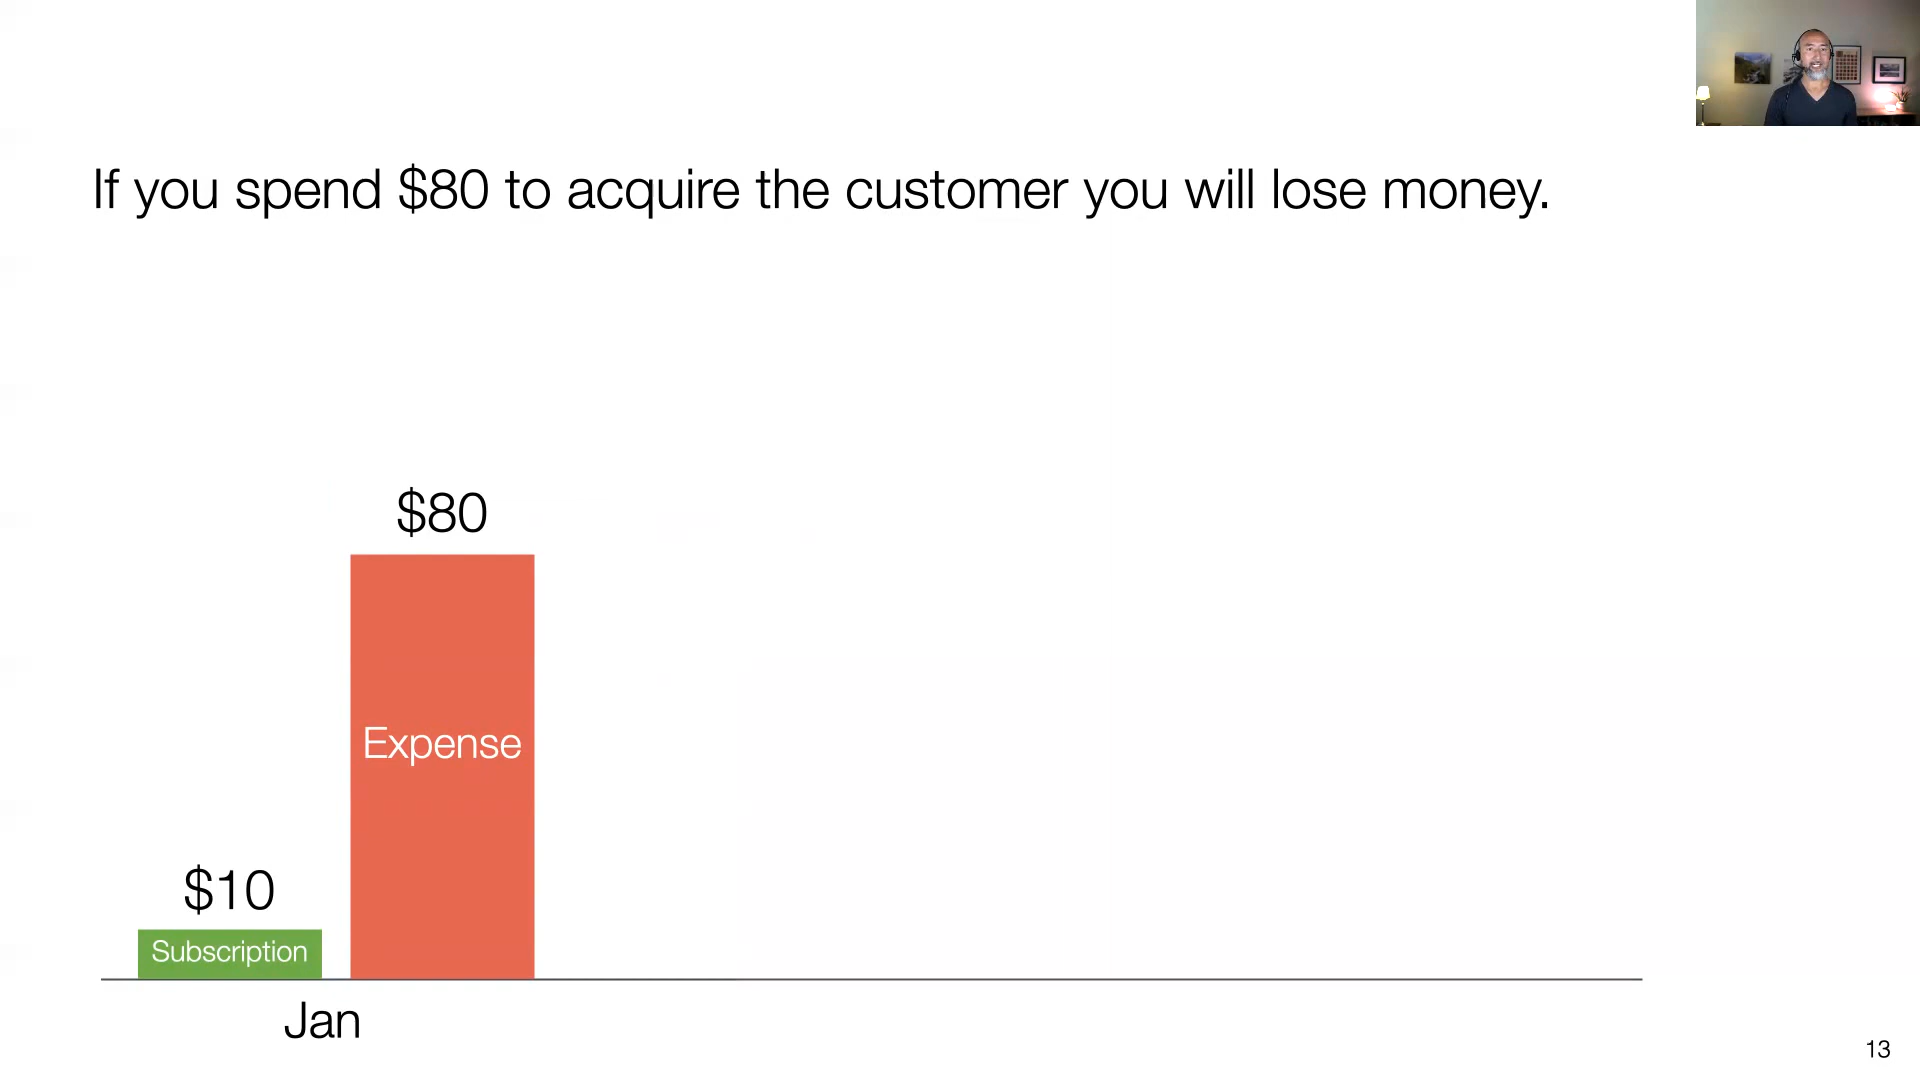 If you spend $80 to acquire the customer you will lose money.
$80
Expense
$10
Subscription
Jan
13